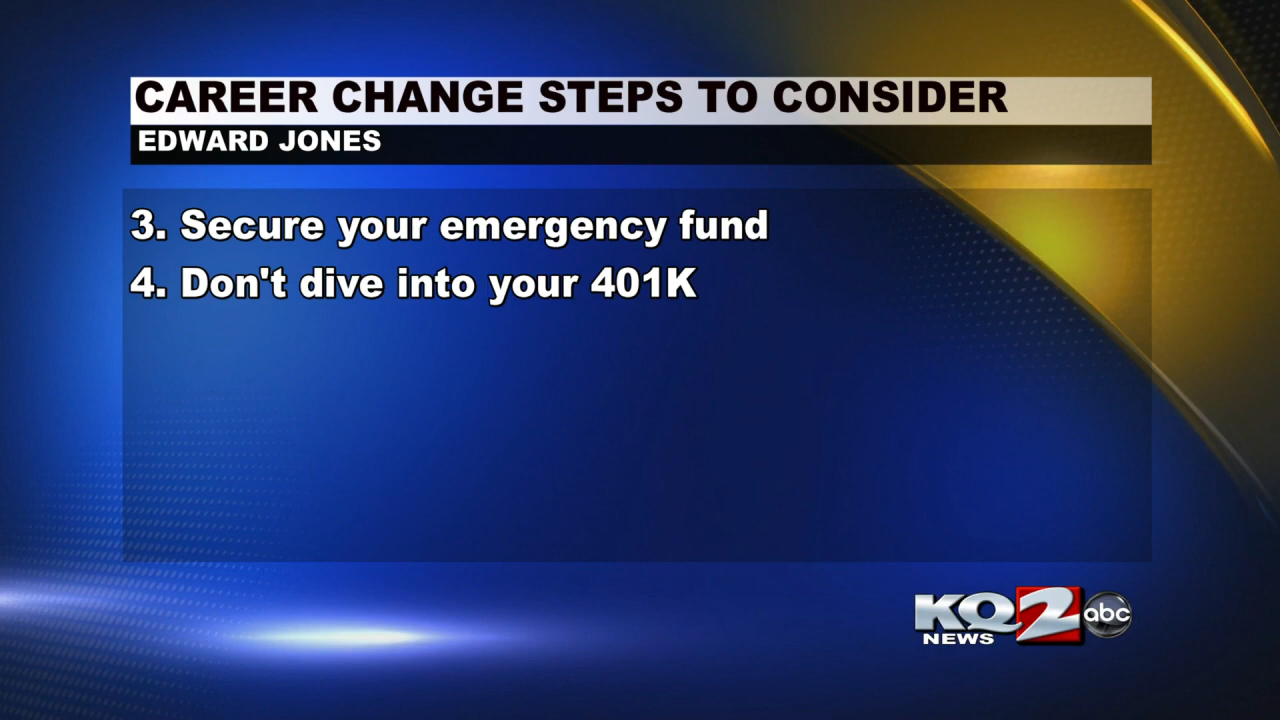 CAREER CHANGE STEPS TO CONSIDER
EDWARD JONES
3. Secure your emergency fund
4. Don't dive into your 401K
KQ2 abc
NEWS